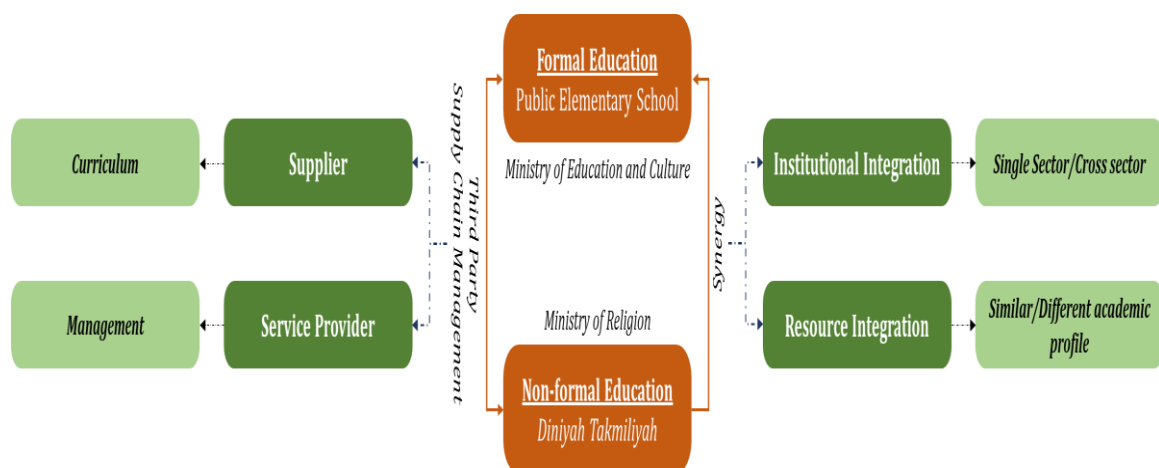 Formal Education
Public Elementary School
Ministry of Education and Culture
Curriculum
Supplier
Third Party
Supply Chain Management
Synergy
Institutional Integration
Single Sector/Cross sector
Management
Service Provider
Ministry of Religion
Resource Integration
Similar/Different academic
profile
Non-formal Education
Diniyah Takmiliyah